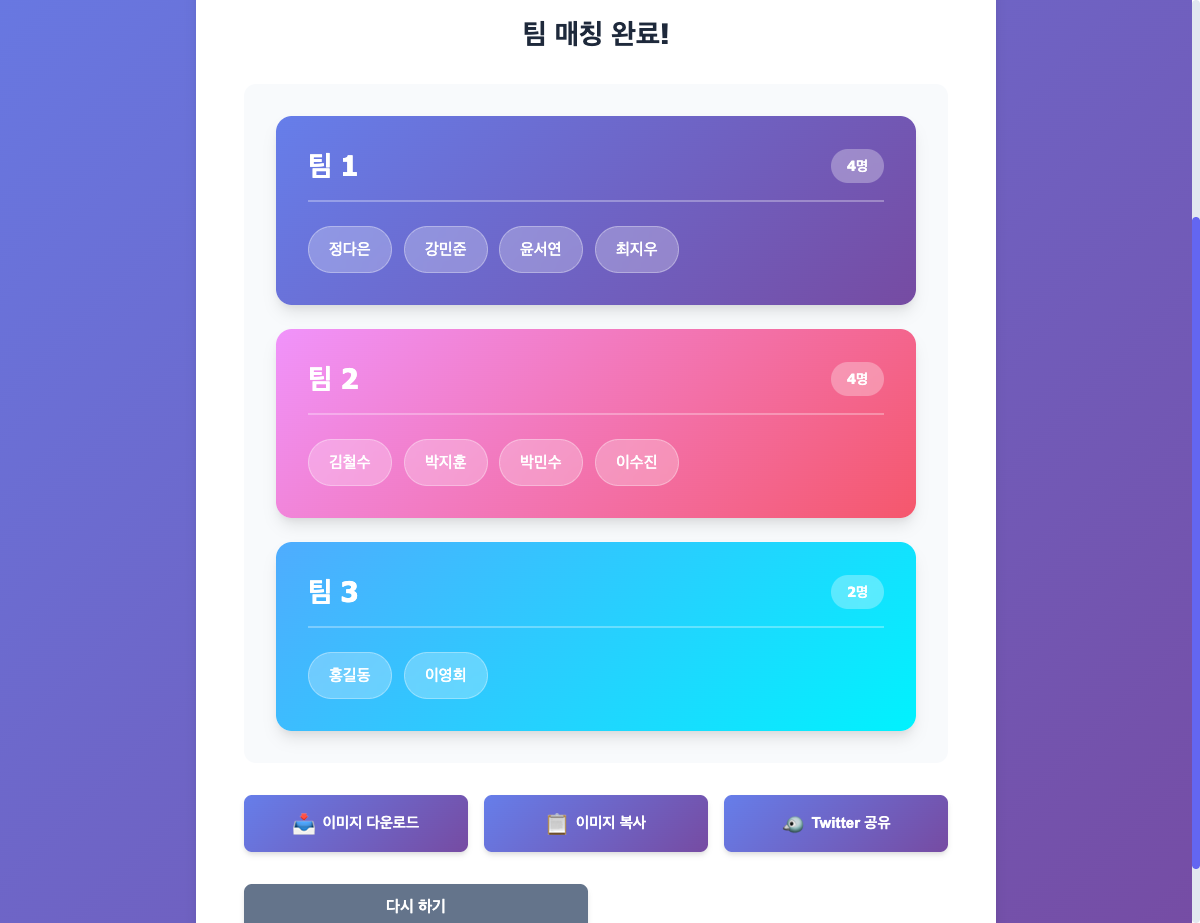 팀 매칭 완료!
팀 1
4명
정다은 강민준 윤서연 최지우
팀 2
4명
김철수 박지훈 박민수 이수진
팀 3
2명
홍길동 이영희
이미지 다운로드
이미지 복사
Twitter 공유
다시 하기